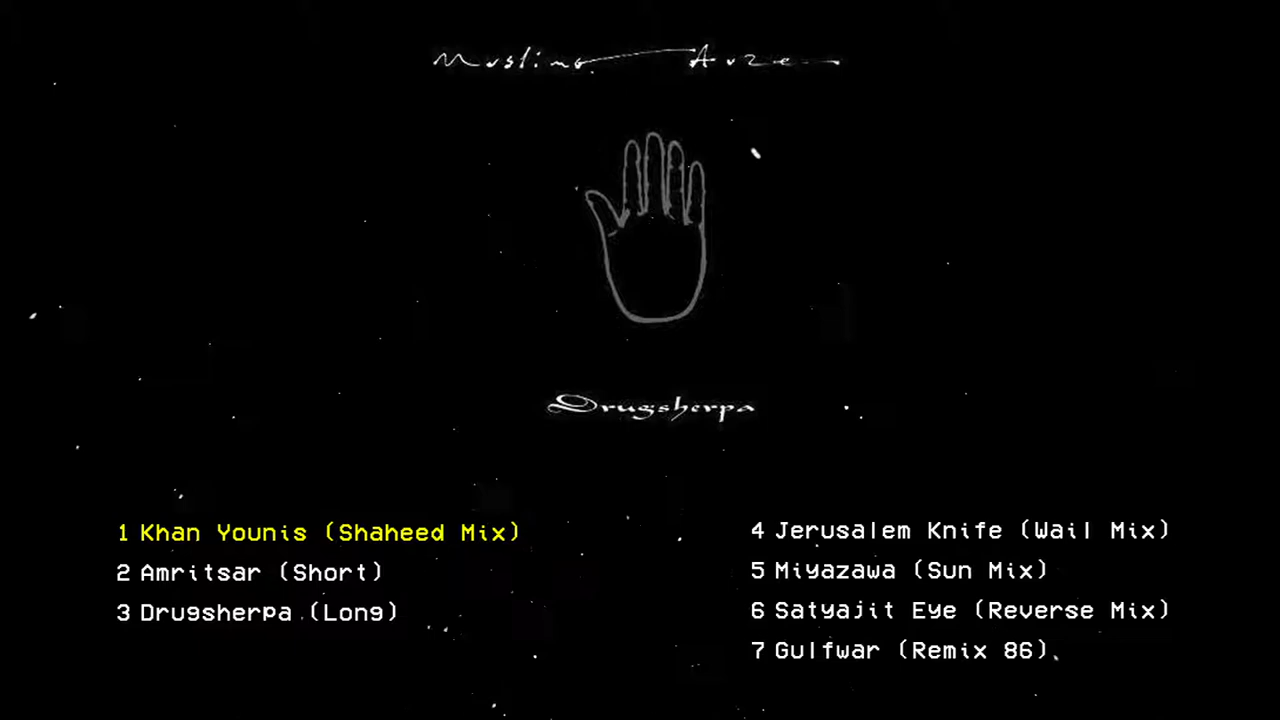 Muslimgauze
Drugsherpa
1 Khan Younis (Shaheed Mix)
2 Amritsar (Short)
3 Drugsherpa (Long)
4 Jerusalem Knife (Wail Mix)
5 Miyazawa (Sun Mix)
6 Satyajit Eye (Reverse Mix)
7 Gulfwar (Remix 86)